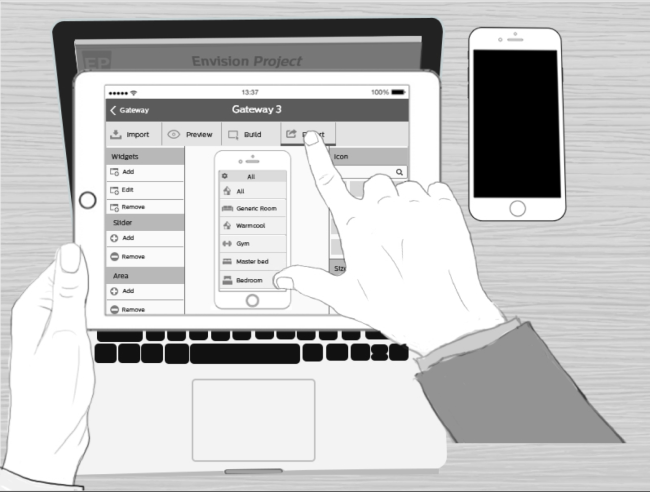 EP
Envision Project
13:37
100%
Gateway
Gateway 3
Import
Preview
Build
Widgets
Add
Edit
Remove
Slider
Add
Remove
Area
Add
Remove
All
All
Generic Room
Warmcool
Gym
Master bed
Bedroom
Icon